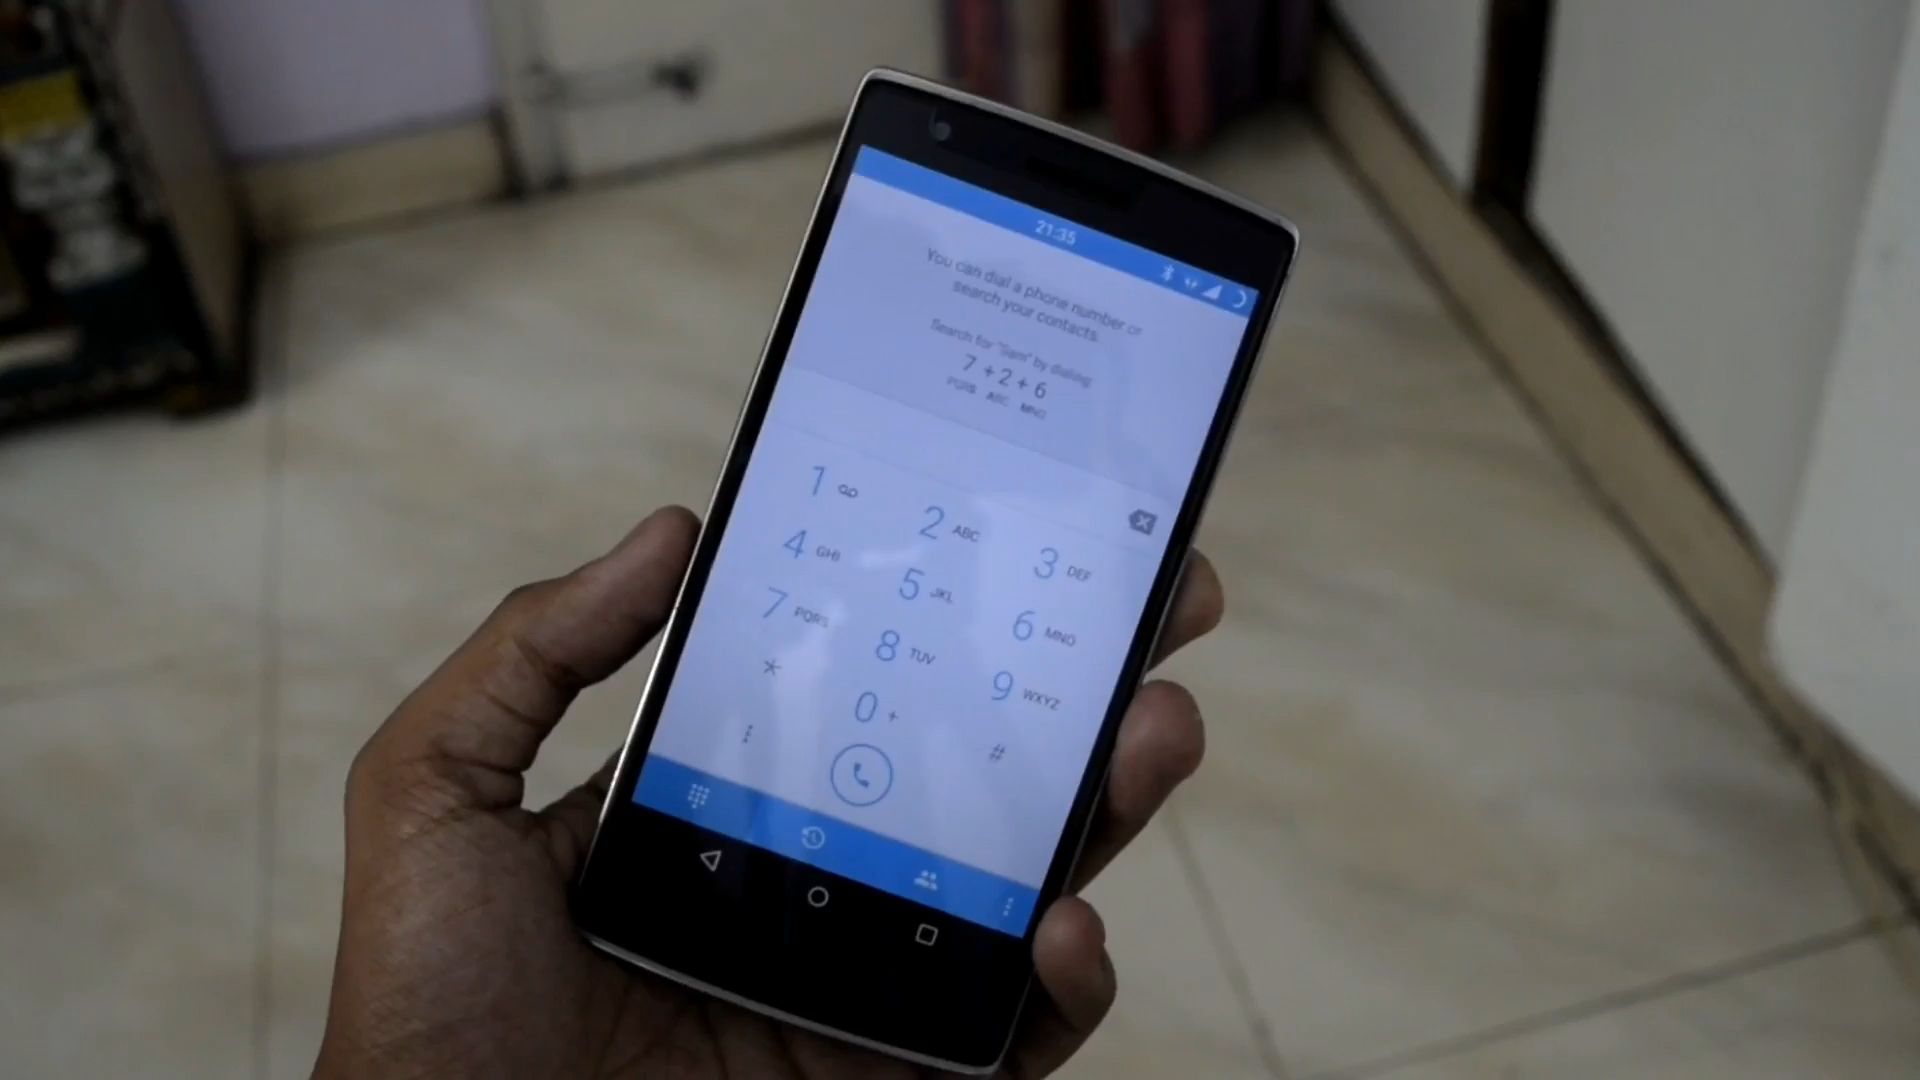 21:35
You can dial a phone number or
search your contacts.
Search for "Sam" by dialing
7 + 2 + 6
PQRS ABC MNO
1
2 ABC
3 DEF
4 GHI
5 JKL
6 MNO
7 PQRS
8 TUV
9 WXYZ
*
0 +
#